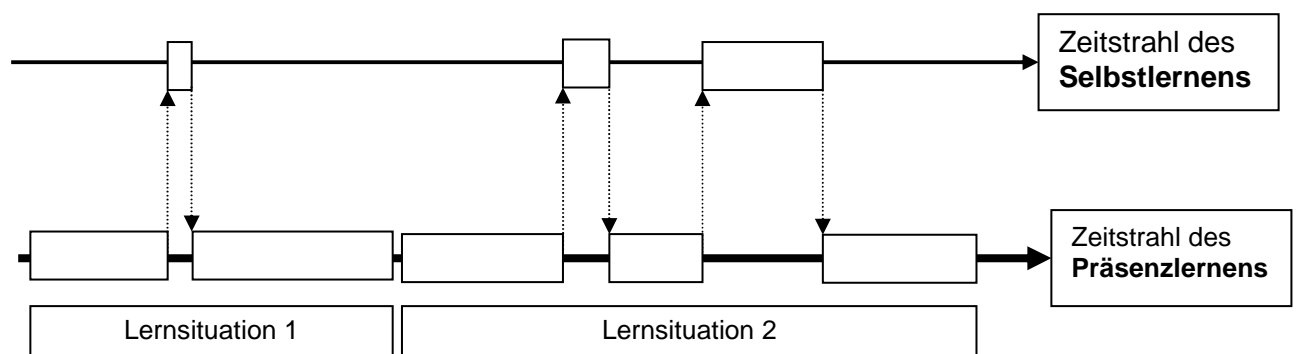 Zeitstrahl des
Selbstlernens
Zeitstrahl des
Präsenzlernens
Lernsituation 1
Lernsituation 2